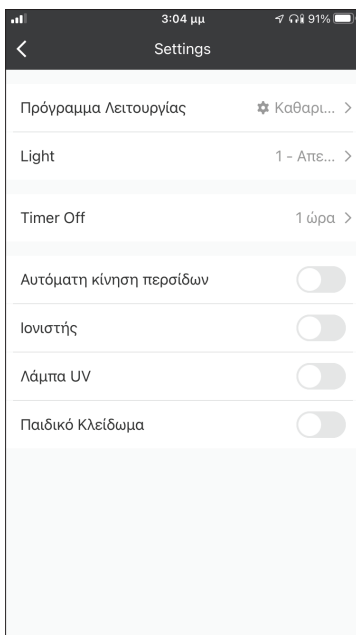 3:04 μμ 91%
Settings
Πρόγραμμα Λειτουργίας Καθαρι...
Light 1 - Απε...
Timer Off 1 ώρα
Αυτόματη κίνηση περσίδων
Ιονιστής
Λάμπα UV
Παιδικό Κλείδωμα